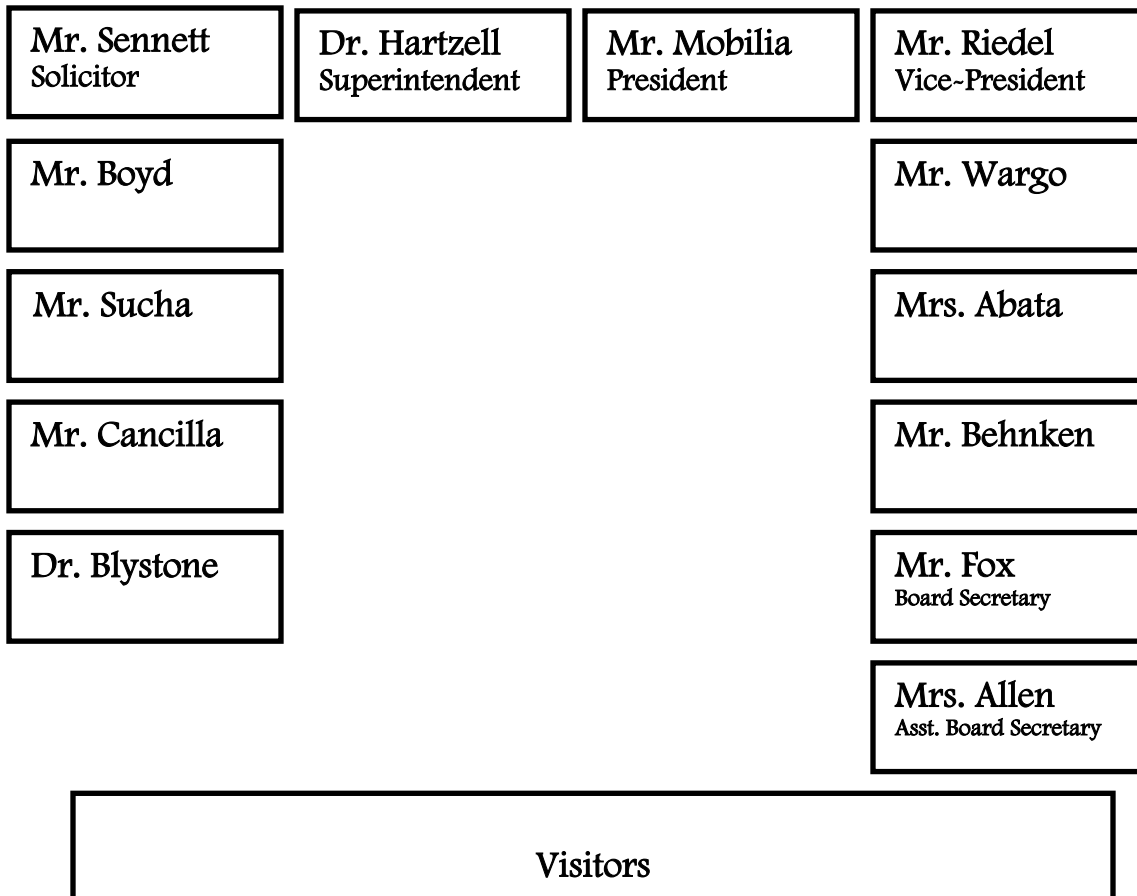 Mr. Sennett
Solicitor
Dr. Hartzell
Superintendent
Mr. Mobilia
President
Mr. Riedel
Vice-President
Mr. Boyd
Mr. Wargo
Mr. Sucha
Mrs. Abata
Mr. Cancilla
Mr. Behnken
Dr. Blystone
Mr. Fox
Board Secretary
Mrs. Allen
Asst. Board Secretary
Visitors